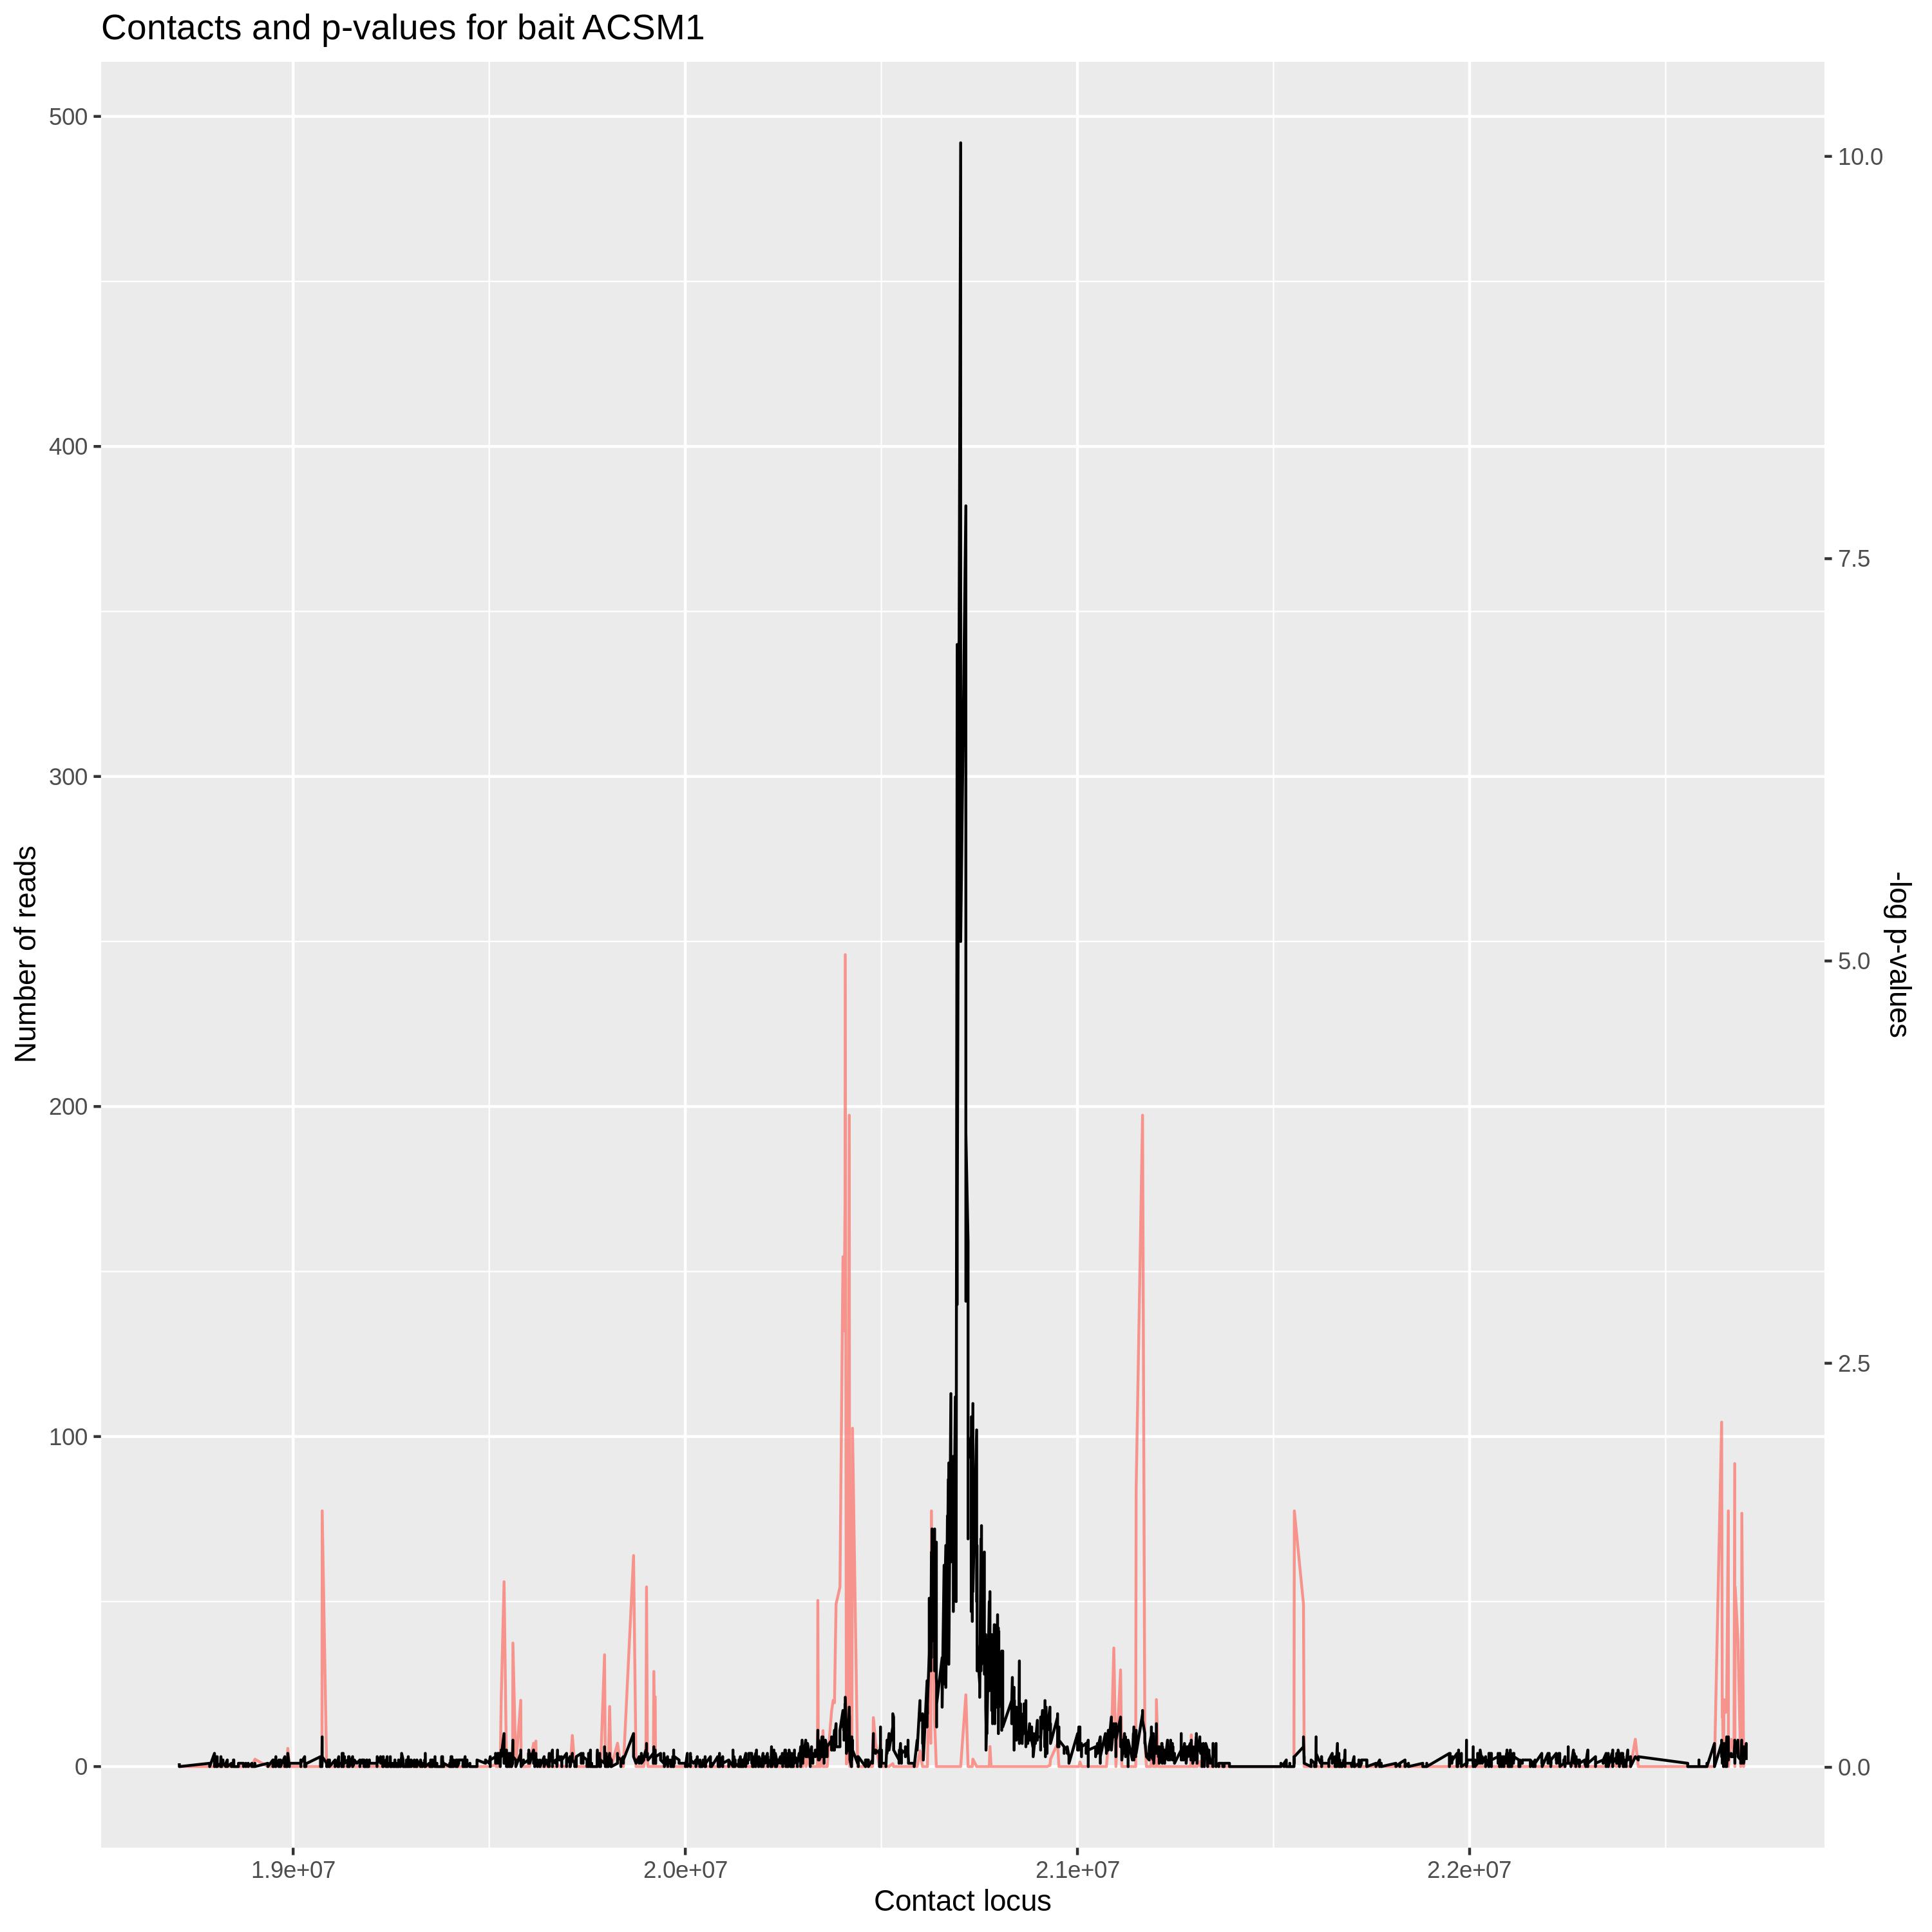 Contacts and p-values for bait ACSM1
500
400
300
200
100
0
Number of reads
10.0
7.5
5.0
2.5
0.0
-log p-values
1.9e+07
2.0e+07
2.1e+07
2.2e+07
Contact locus